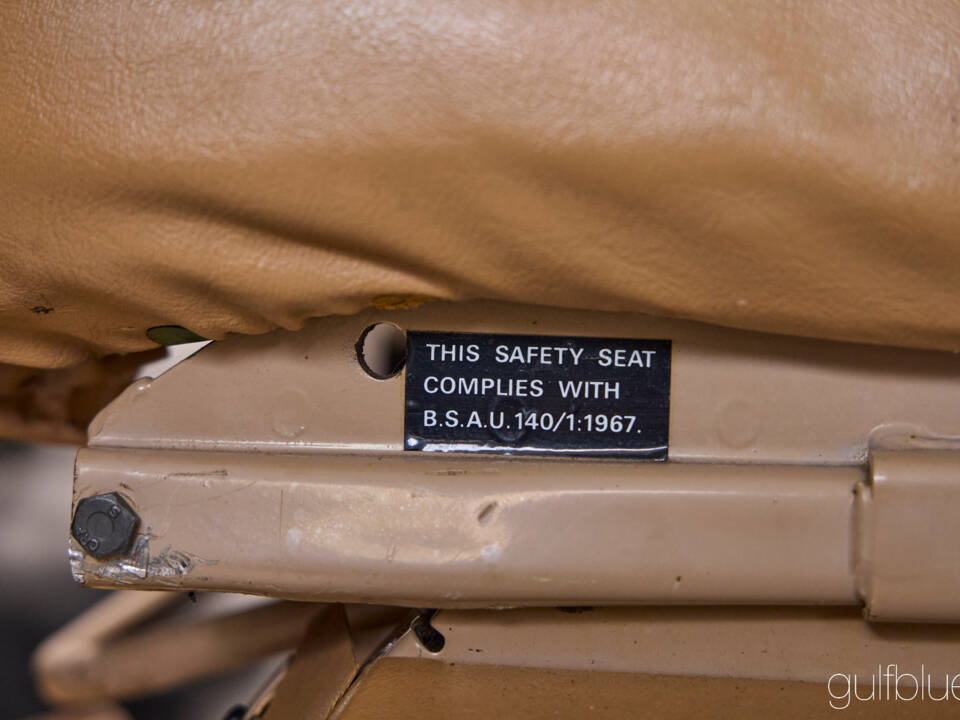 THIS SAFETY SEAT
COMPLIES WITH
B.S.A.U.140/1:1967.
gulfblue